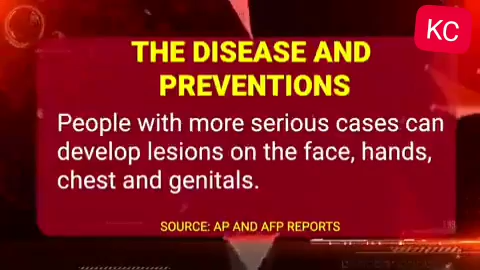 KC
THE DISEASE AND
PREVENTIONS
People with more serious cases can
develop lesions on the face, hands,
chest and genitals.
SOURCE: AP AND AFP REPORTS